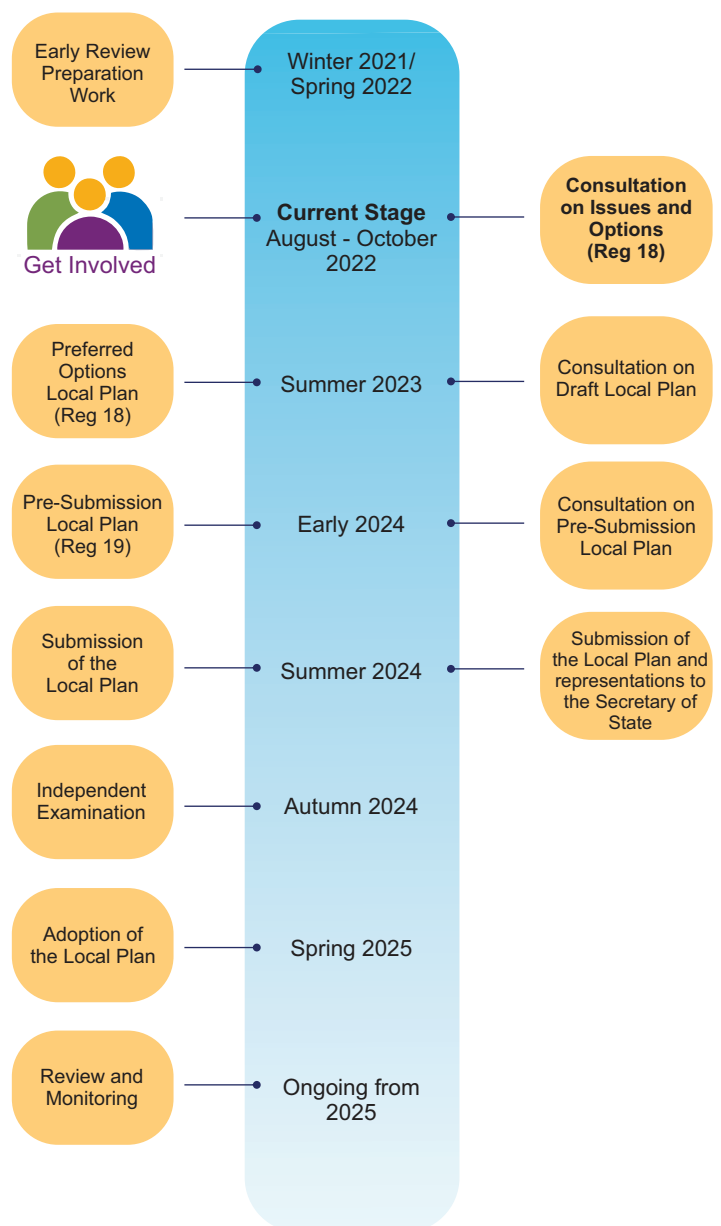 Early Review
Preparation
Work
Winter 2021/
Spring 2022
Get Involved
Current Stage
August - October
2022
Consultation
on Issues and
Options
(Reg 18)
Preferred
Options
Local Plan
(Reg 18)
Summer 2023
Consultation on
Draft Local Plan
Pre-Submission
Local Plan
(Reg 19)
Early 2024
Consultation on
Pre-Submission
Local Plan
Submission
of the
Local Plan
Summer 2024
Submission of
the Local Plan and
representations to
the Secretary of
State
Independent
Examination
Autumn 2024
Adoption of
the Local Plan
Spring 2025
Review and
Monitoring
Ongoing from
2025